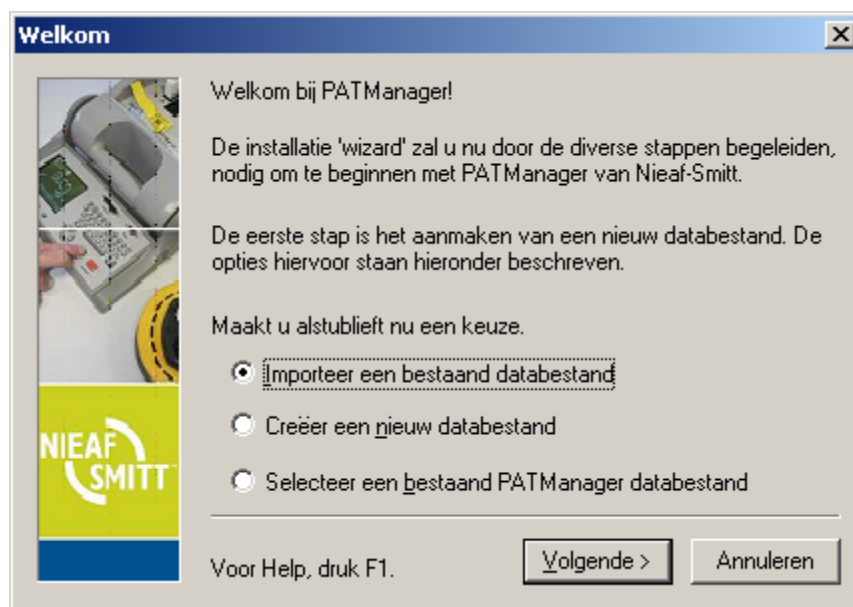 Welkom
Welkom bij PATManager!
De installatie 'wizard' zal u nu door de diverse stappen begeleiden,
nodig om te beginnen met PATManager van Nieaf-Smitt.
De eerste stap is het aanmaken van een nieuw databestand. De
opties hiervoor staan hieronder beschreven.
Maakt u alstublieft nu een keuze.
Importeer een bestaand databestand
Creëer een nieuw databestand
Selecteer een bestaand PATManager databestand
NIEAF
SMITT
Voor Help, druk F1.
Volgende >
Annuleren